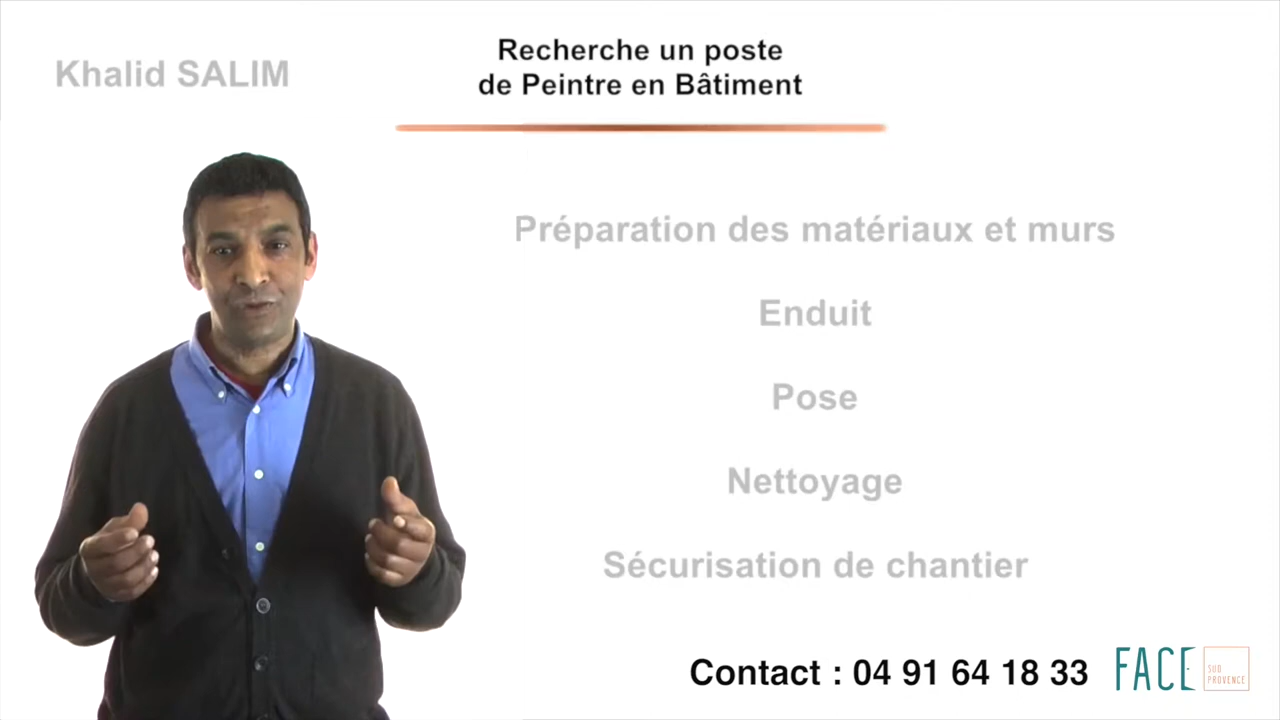 Khalid SALIM
Recherche un poste
de Peintre en Bâtiment
Préparation des matériaux et murs
Enduit
Pose
Nettoyage
Sécurisation de chantier
Contact : 04 91 64 18 33
FACE
SUD
PROVENCE